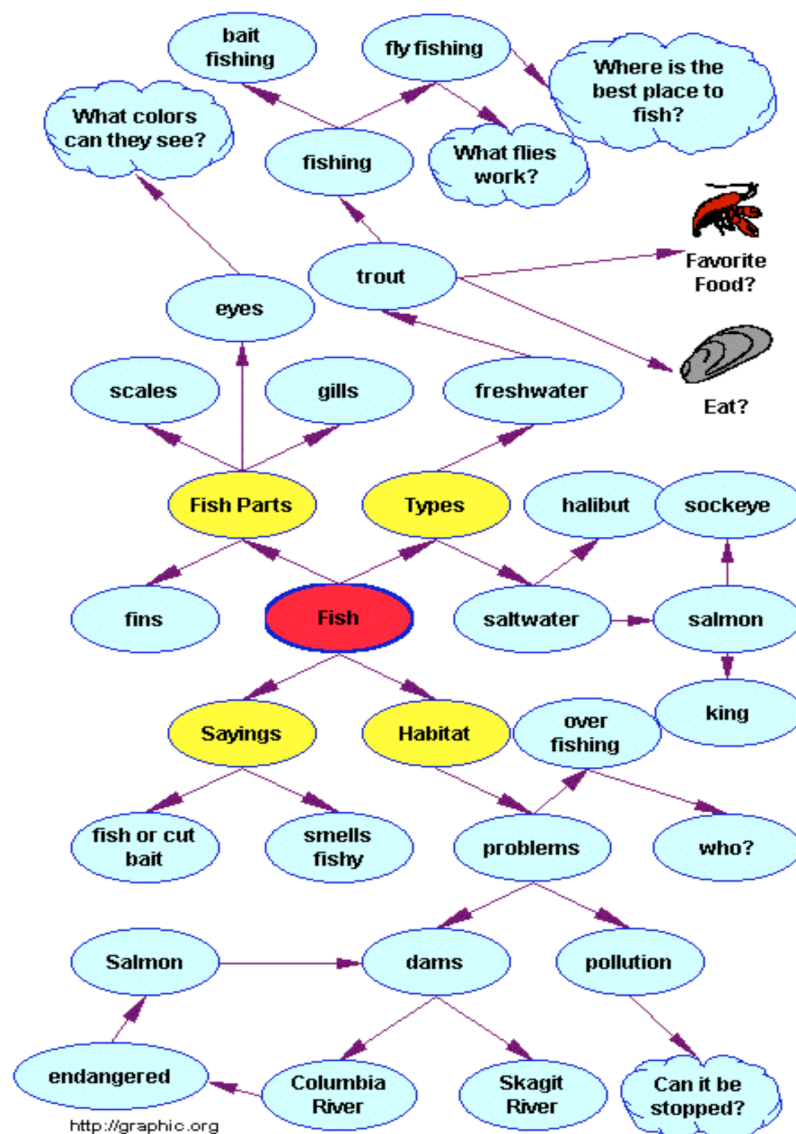 bait
fishing
fly fishing
Where is the
best place to
fish?
What colors
can they see?
fishing
What flies
work?
trout
Favorite
Food?
eyes
scales
gills
freshwater
Eat?
Fish Parts
Types
halibut
sockeye
fins
Fish
saltwater
salmon
Sayings
Habitat
over
fishing
king
fish or cut
bait
smells
fishy
problems
who?
Salmon
dams
pollution
endangered
Columbia
River
Skagit
River
Can it be
stopped?
http://graphic.org